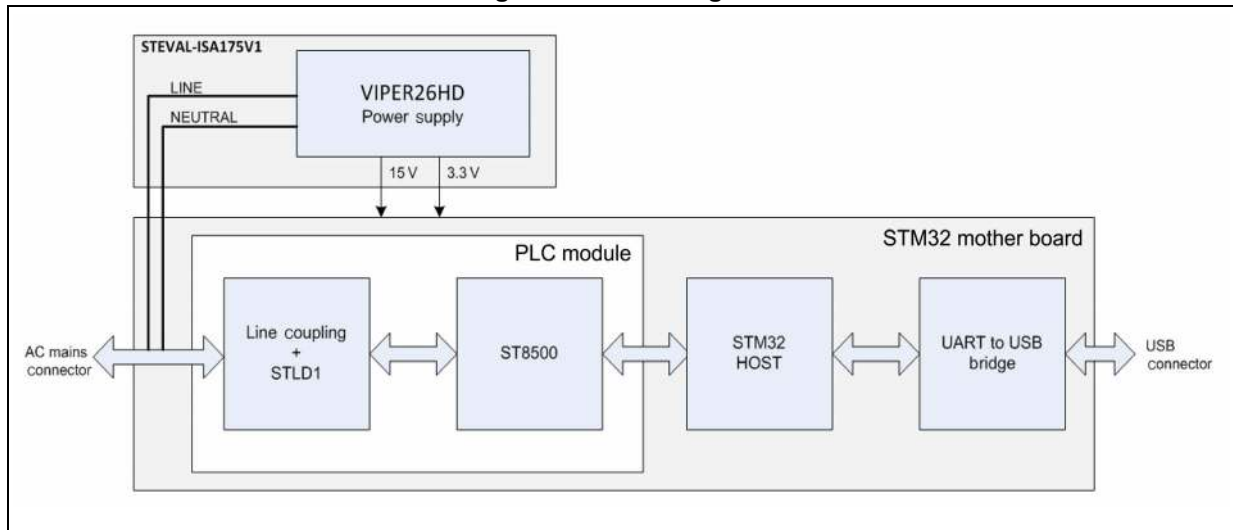 STEVAL-ISA175V1
LINE
NEUTRAL
VIPER26HD
Power supply
15 V
3.3 V
PLC module
STM32 mother board
AC mains
connector
Line coupling
+
STLD1
ST8500
STM32
HOST
UART to USB
bridge
USB
connector